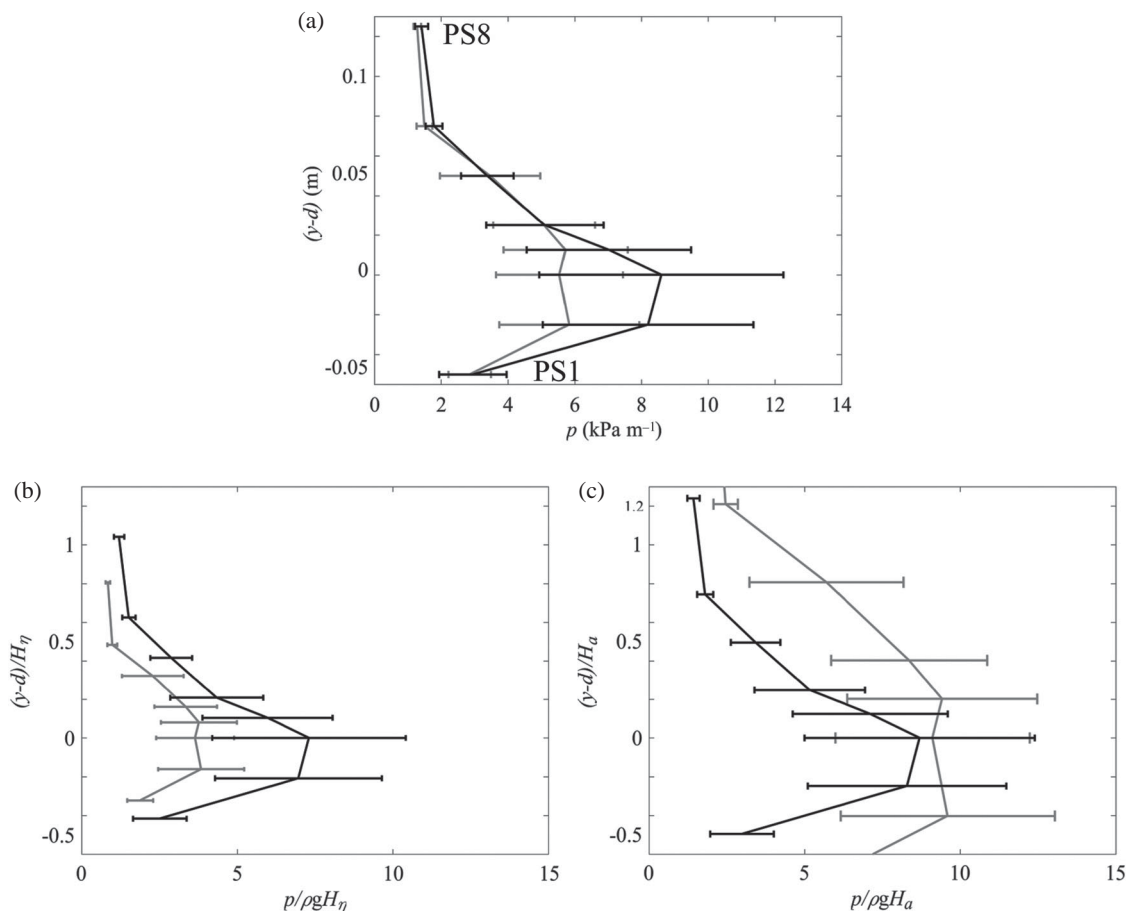 (a)
PS8
0.1
0.05
0
-0.05
(y-d) (m)
PS1
0 2 4 6 8 10 12 14
p (kPa m⁻¹)
(b)
1
0.5
0
-0.5
(y-d)/Hη
0 5 10 15
p/ρgHη
(c)
1.2
1
0.5
0
-0.5
(y-d)/Ha
0 5 10 15
p/ρgHa